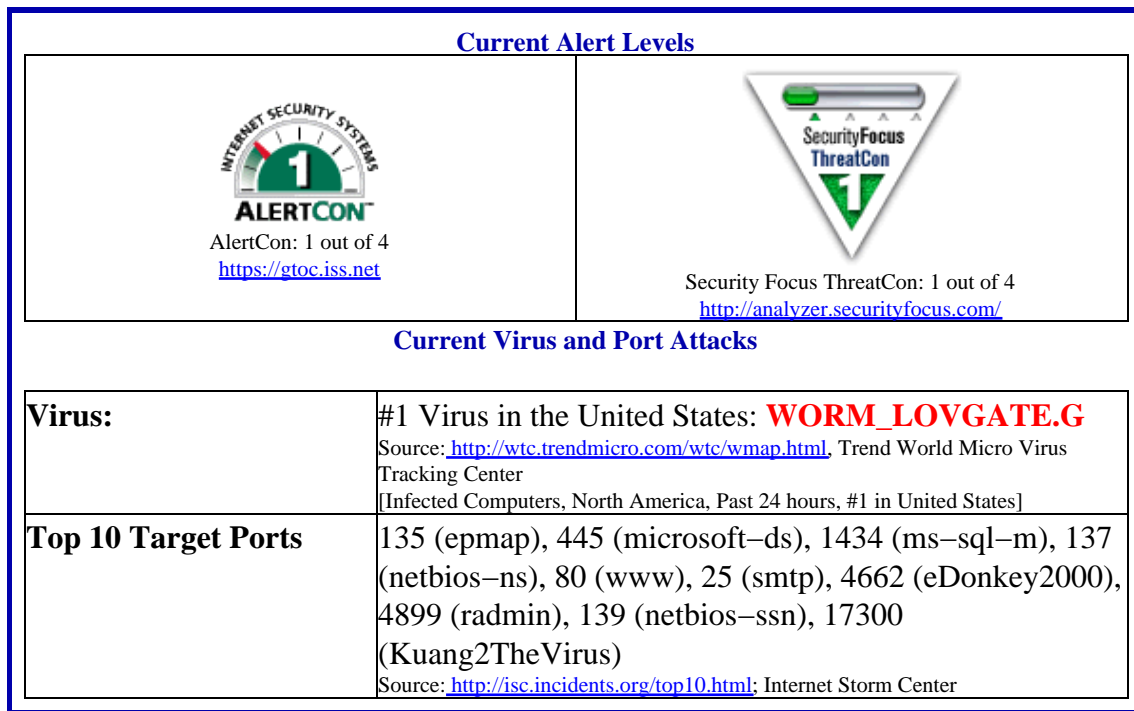 Current Alert Levels
INTERNET SECURITY SYSTEMS
1
ALERTCON™
AlertCon: 1 out of 4
https://gtoc.iss.net
SecurityFocus
ThreatCon
1
Security Focus ThreatCon: 1 out of 4
http://analyzer.securityfocus.com/
Current Virus and Port Attacks
Virus:
#1 Virus in the United States: WORM_LOVGATE.G
Source: http://wtc.trendmicro.com/wtc/wmap.html, Trend World Micro Virus
Tracking Center
[Infected Computers, North America, Past 24 hours, #1 in United States]
Top 10 Target Ports
135 (epmap), 445 (microsoft−ds), 1434 (ms−sql−m), 137
(netbios−ns), 80 (www), 25 (smtp), 4662 (eDonkey2000),
4899 (radmin), 139 (netbios−ssn), 17300
(Kuang2TheVirus)
Source: http://isc.incidents.org/top10.html; Internet Storm Center